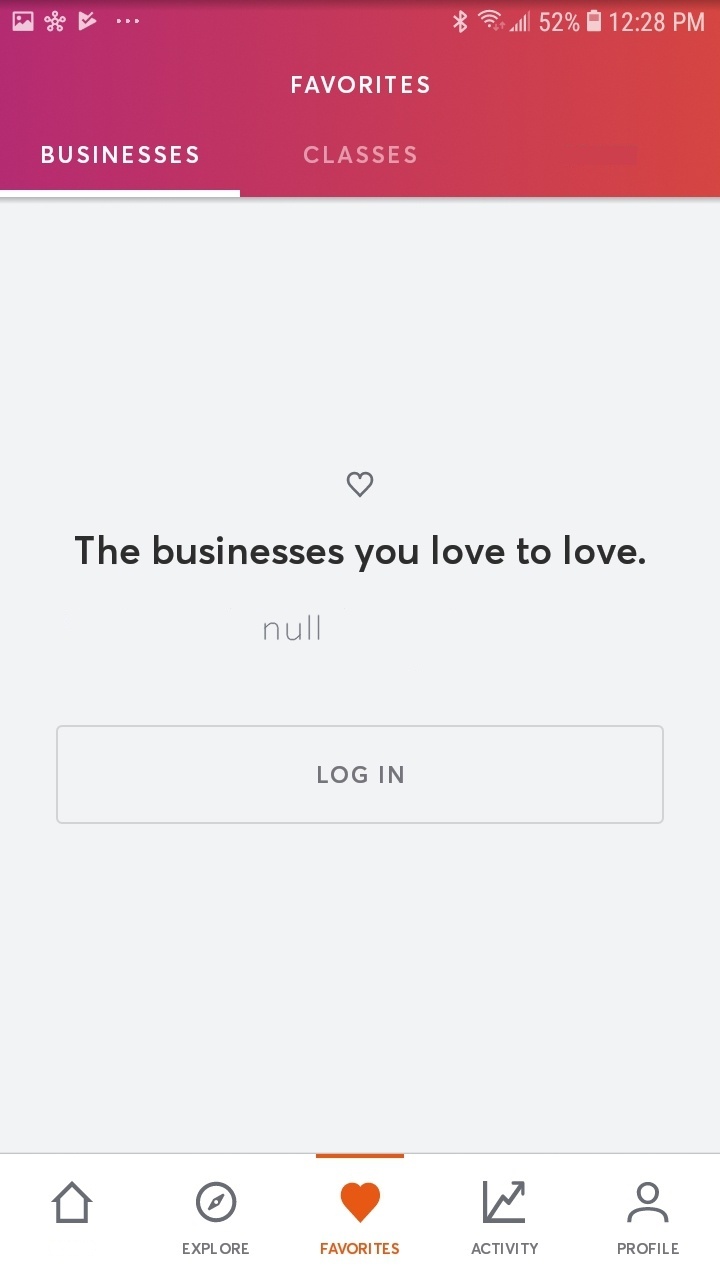 52% 12:28 PM
FAVORITES
BUSINESSES CLASSES
The businesses you love to love.
null
LOG IN
EXPLORE FAVORITES ACTIVITY PROFILE